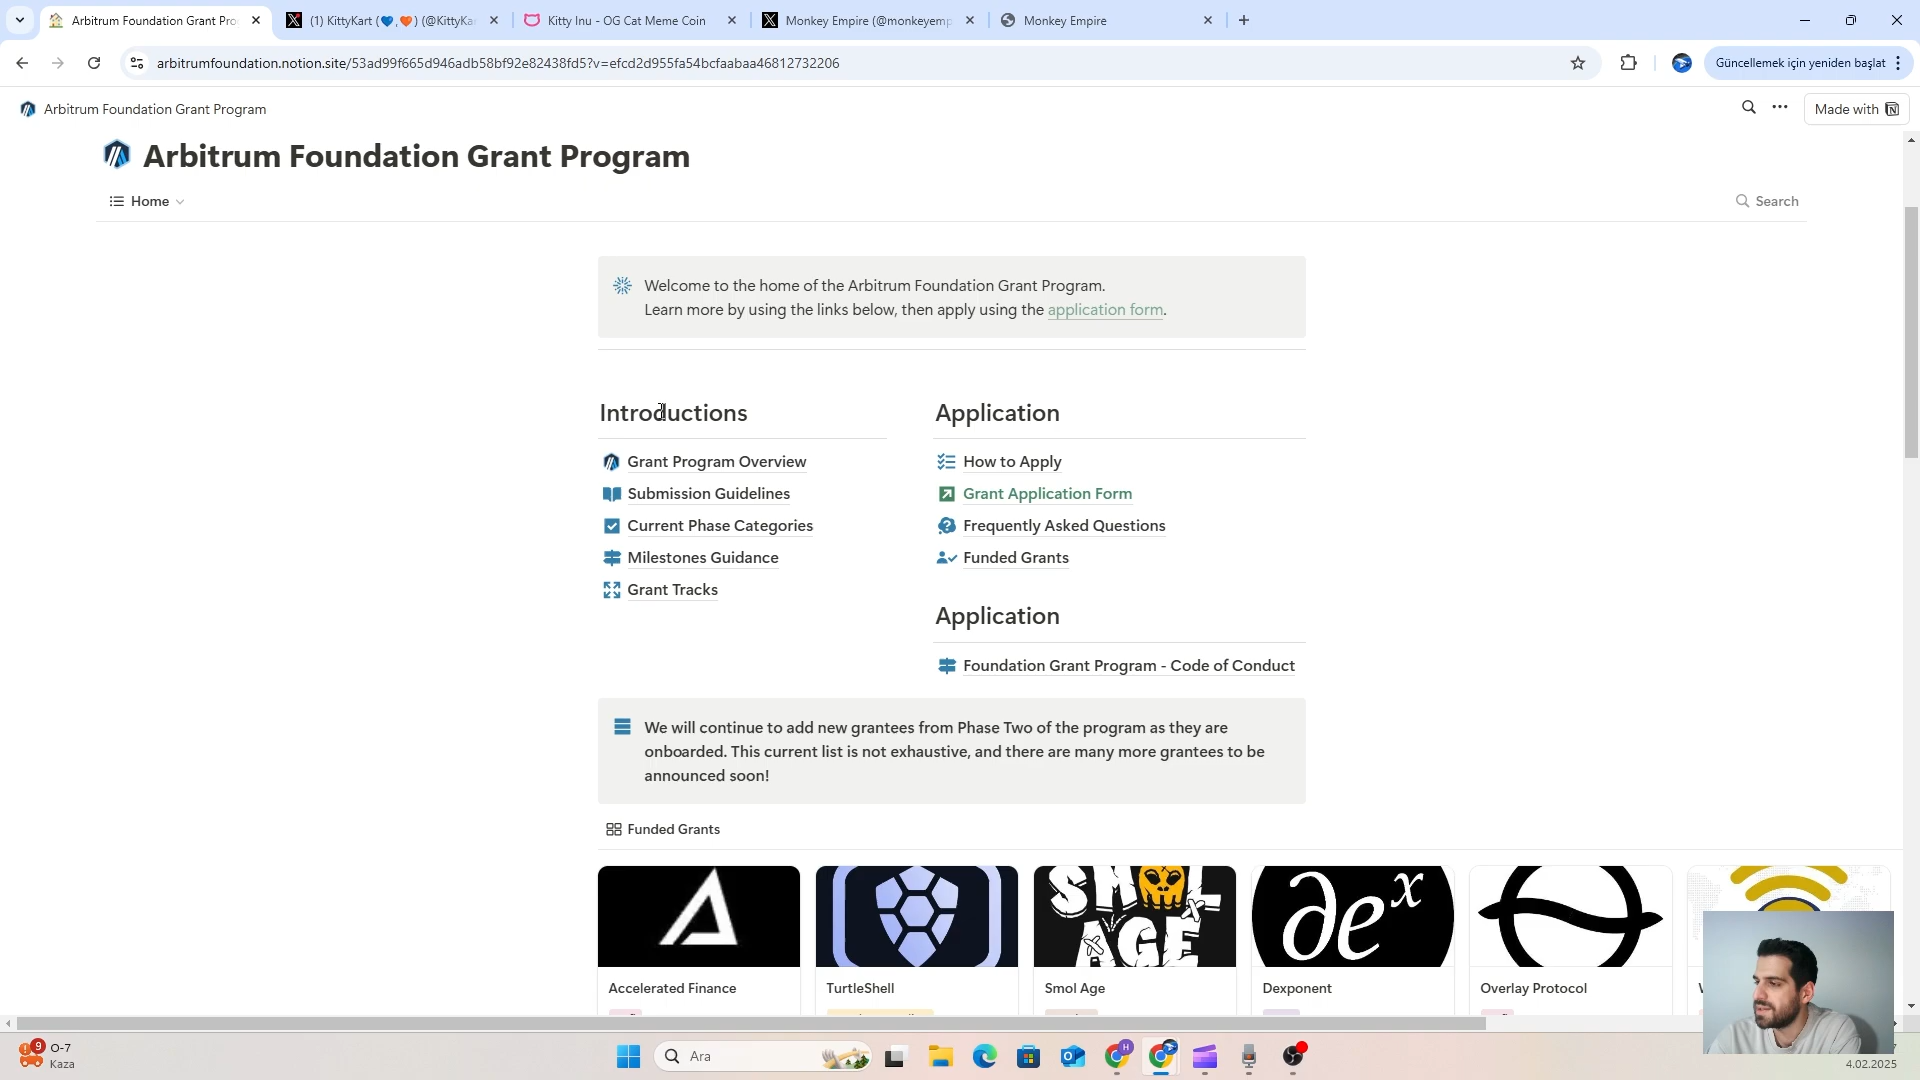 Arbitrum Foundation Grant Pro
(1) KittyKart (💙,🧡) (@KittyKa
Kitty Inu - OG Cat Meme Coin
Monkey Empire (@monkeyemp
Monkey Empire
arbitrumfoundation.notion.site/53ad99f665d946adb58bf92e82438fd5?v=efcd2d955fa54bcfaabaa46812732206
Güncellemek için yeniden başlat
Arbitrum Foundation Grant Program
Made with
Arbitrum Foundation Grant Program
Home
Search
Welcome to the home of the Arbitrum Foundation Grant Program.
Learn more by using the links below, then apply using the application form.
Introductions
Grant Program Overview
Submission Guidelines
Current Phase Categories
Milestones Guidance
Grant Tracks
Application
How to Apply
Grant Application Form
Frequently Asked Questions
Funded Grants
Application
Foundation Grant Program - Code of Conduct
We will continue to add new grantees from Phase Two of the program as they are
onboarded. This current list is not exhaustive, and there are many more grantees to be
announced soon!
Funded Grants
SMOL
AGE
∂eˣ
Accelerated Finance
TurtleShell
Smol Age
Dexponent
Overlay Protocol
9
O-7
Kaza
Ara
H
4.02.2025